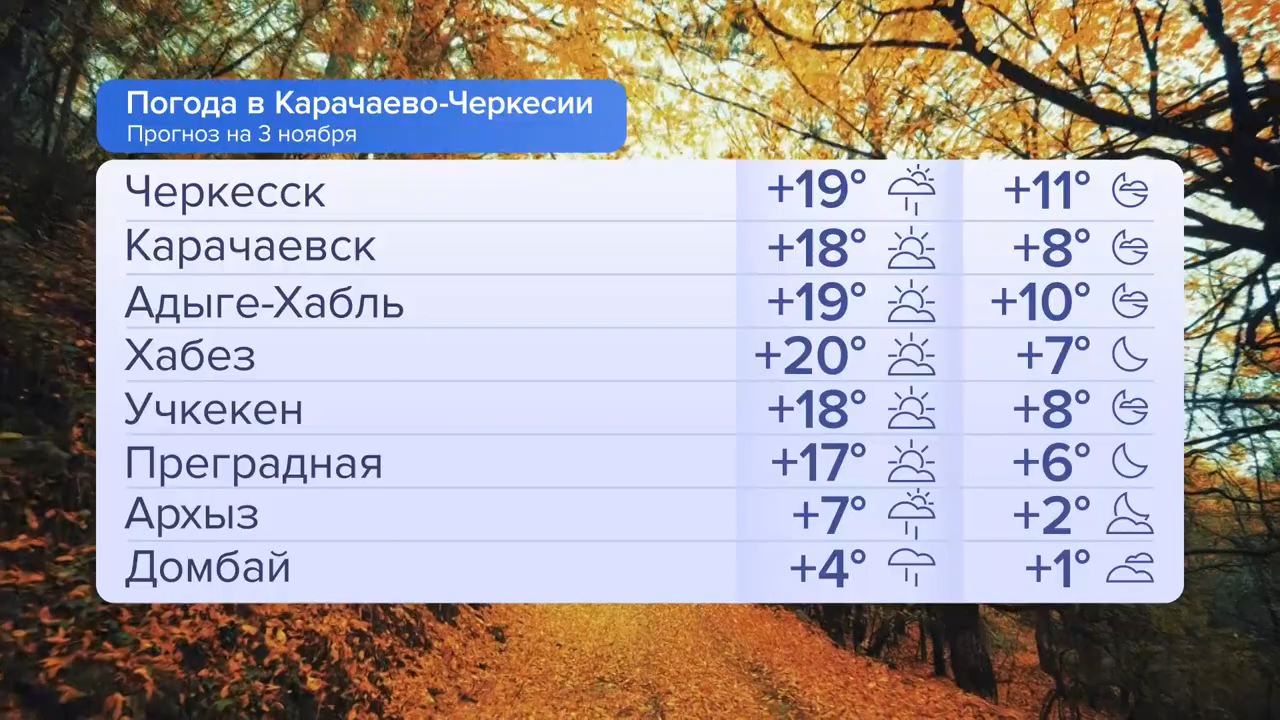 Погода в Карачаево-Черкесии
Прогноз на 3 ноября
Черкесск +19° +11°
Карачаевск +18° +8°
Адыге-Хабль +19° +10°
Хабез +20° +7°
Учкекен +18° +8°
Преградная +17° +6°
Архыз +7° +2°
Домбай +4° +1°